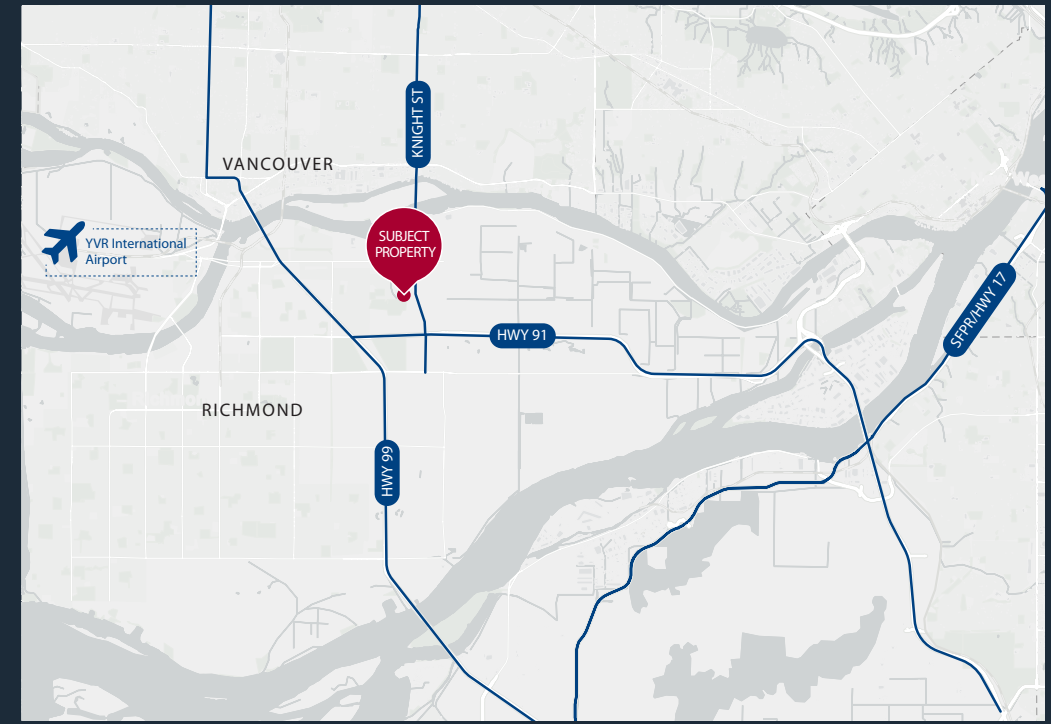 KNIGHT ST
VANCOUVER
SUBJECT
PROPERTY
YVR International
Airport
SFPR/HWY 17
HWY 91
RICHMOND
HWY 99